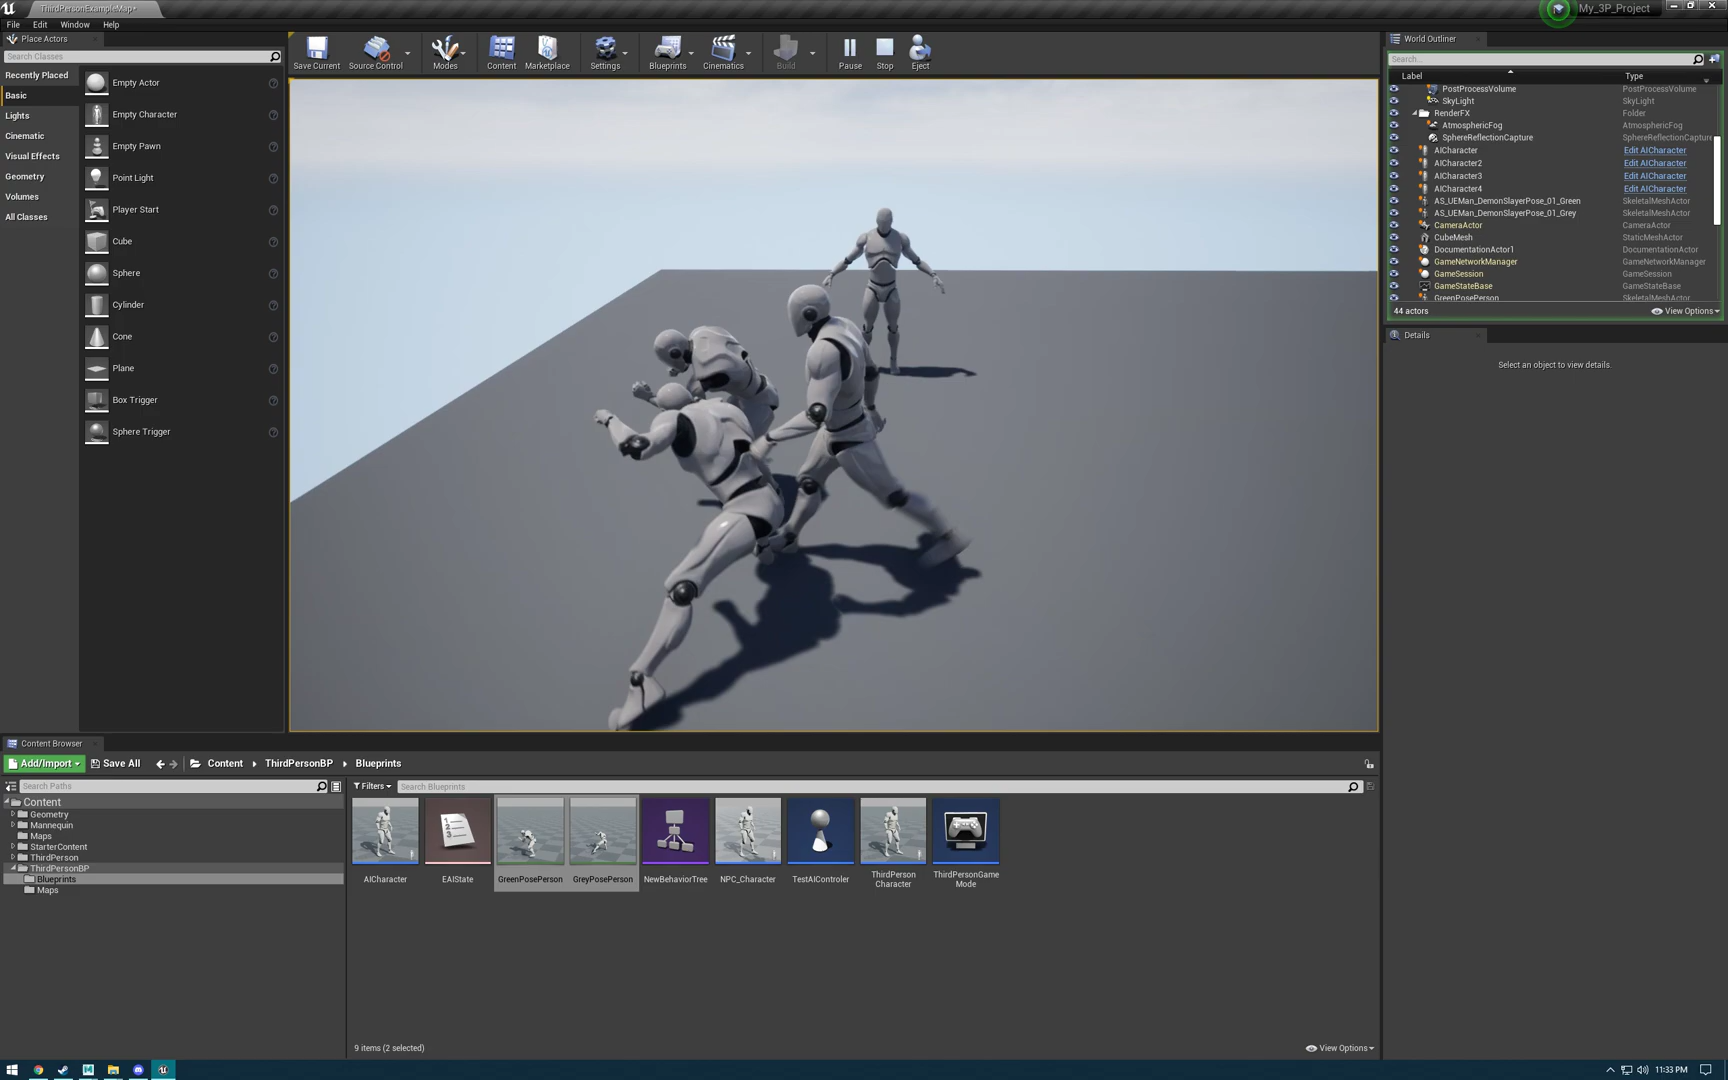 ThirdPersonExampleMap*
My_3P_Project
File Edit Window Help
Place Actors
Search Classes
Recently Placed
Basic
Lights
Cinematic
Visual Effects
Geometry
Volumes
All Classes
Empty Actor
Empty Character
Empty Pawn
Point Light
Player Start
Cube
Sphere
Cylinder
Cone
Plane
Box Trigger
Sphere Trigger
Save Current Source Control Modes Content Marketplace Settings Blueprints Cinematics Build Pause Stop Eject
World Outliner
Search...
Label Type
PostProcessVolume PostProcessVolume
SkyLight SkyLight
RenderFX Folder
AtmosphericFog AtmosphericFog
SphereReflectionCapture SphereReflectionCapture
AICharacter Edit AICharacter
AICharacter2 Edit AICharacter
AICharacter3 Edit AICharacter
AICharacter4 Edit AICharacter
AS_UEMan_DemonSlayerPose_01_Green SkeletalMeshActor
AS_UEMan_DemonSlayerPose_01_Grey SkeletalMeshActor
CameraActor CameraActor
CubeMesh StaticMeshActor
DocumentationActor1 DocumentationActor
GameNetworkManager GameNetworkManager
GameSession GameSession
GameStateBase GameStateBase
GreenPosePerson SkeletalMeshActor
44 actors View Options
Details
Select an object to view details.
Content Browser
Add/Import Save All Content ThirdPersonBP Blueprints
Search Paths
Filters Search Blueprints
Content
Geometry
Mannequin
Maps
StarterContent
ThirdPerson
ThirdPersonBP
Blueprints
Maps
AICharacter
EAIState
GreenPosePerson
GreyPosePerson
NewBehaviorTree
NPC_Character
TestAIControler
ThirdPerson
Character
ThirdPersonGame
Mode
9 items (2 selected) View Options
11:33 PM